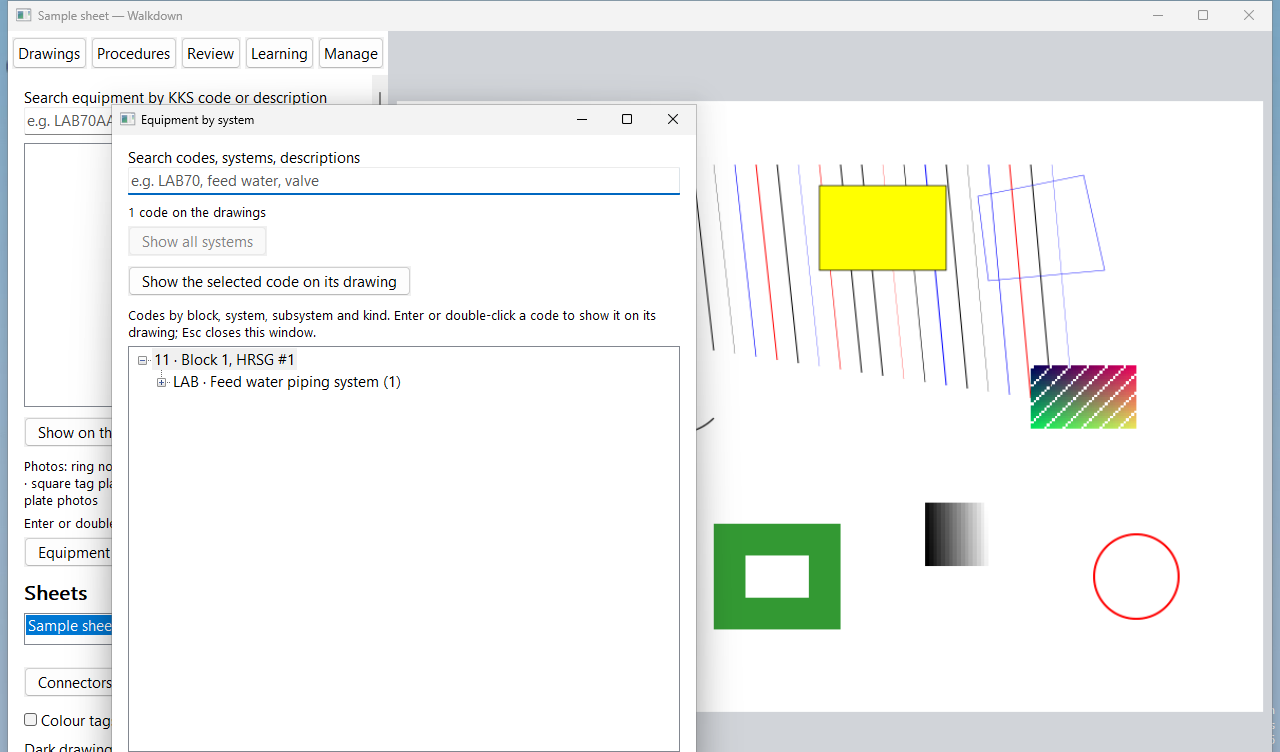 Sample sheet — Walkdown
Drawings
Procedures
Review
Learning
Manage
Search equipment by KKS code or description
e.g. LAB70AA
Show on th
Photos: ring no
· square tag pla
plate photos
Enter or double
Equipment
Sheets
Sample shee
Connectors
Colour tag
Dark drawing
Equipment by system
Search codes, systems, descriptions
e.g. LAB70, feed water, valve
1 code on the drawings
Show all systems
Show the selected code on its drawing
Codes by block, system, subsystem and kind. Enter or double-click a code to show it on its
drawing; Esc closes this window.
11 · Block 1, HRSG #1
LAB · Feed water piping system (1)